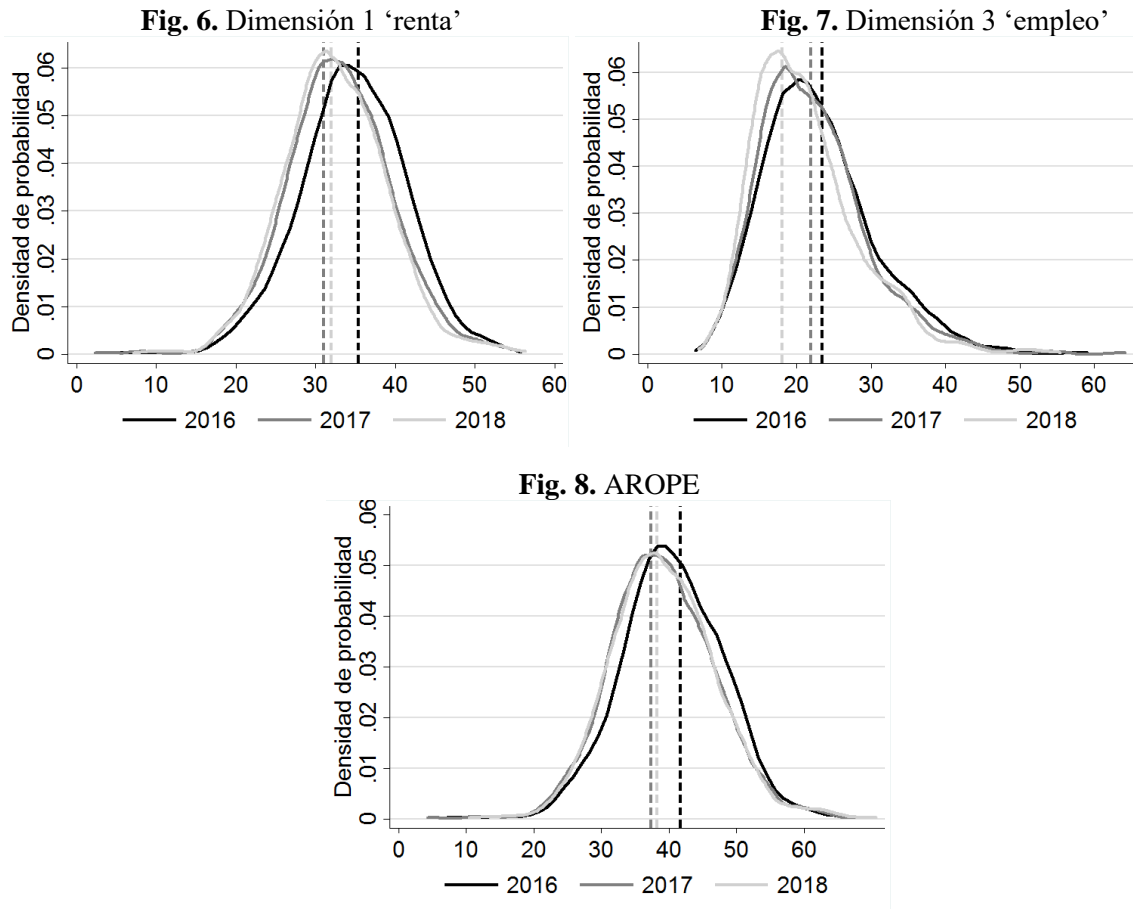 Fig. 6. Dimensión 1 ‘renta’
Densidad de probabilidad
.06
.05
.04
.03
.02
.01
0
0 10 20 30 40 50 60
2016 2017 2018
Fig. 7. Dimensión 3 ‘empleo’
Densidad de probabilidad
.06
.05
.04
.03
.02
.01
0
0 10 20 30 40 50 60
2016 2017 2018
Fig. 8. AROPE
Densidad de probabilidad
.06
.05
.04
.03
.02
.01
0
0 10 20 30 40 50 60
2016 2017 2018